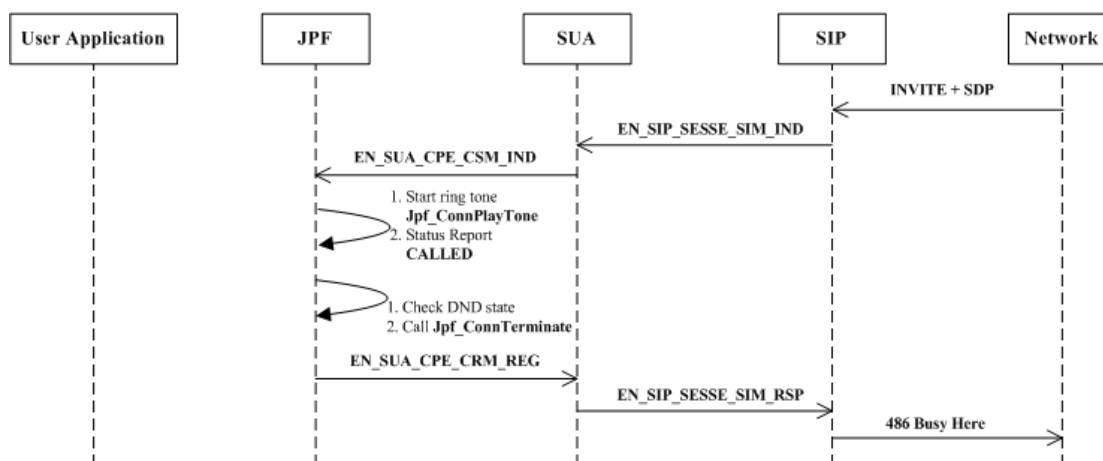 User Application
JPF
SUA
SIP
Network
INVITE + SDP
EN_SIP_SESSE_SIM_IND
EN_SUA_CPE_CSM_IND
1. Start ring tone
Jpf_ConnPlayTone
2. Status Report
CALLED
1. Check DND state
2. Call Jpf_ConnTerminate
EN_SUA_CPE_CRM_REG
EN_SIP_SESSE_SIM_RSP
486 Busy Here